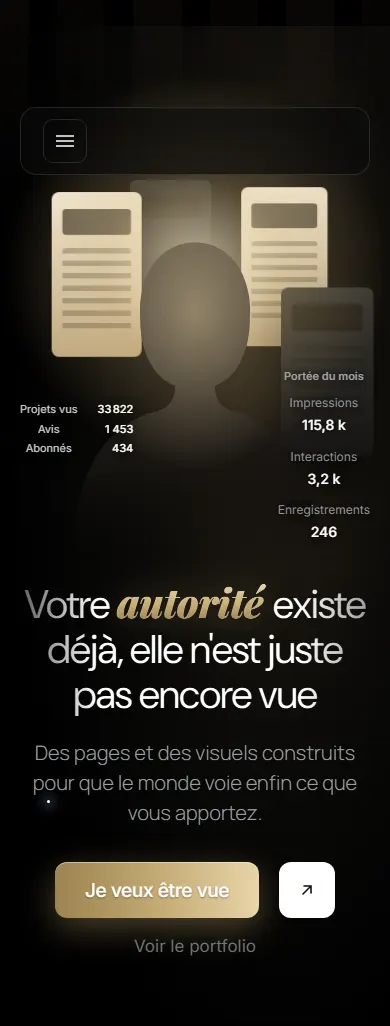 Projets vus 33 822
Avis 1 453
Abonnés 434
Portée du mois
Impressions
115,8 k
Interactions
3,2 k
Enregistrements
246
Votre autorité existe
déjà, elle n'est juste
pas encore vue
Des pages et des visuels construits
pour que le monde voie enfin ce que
vous apportez.
Je veux être vue
Voir le portfolio